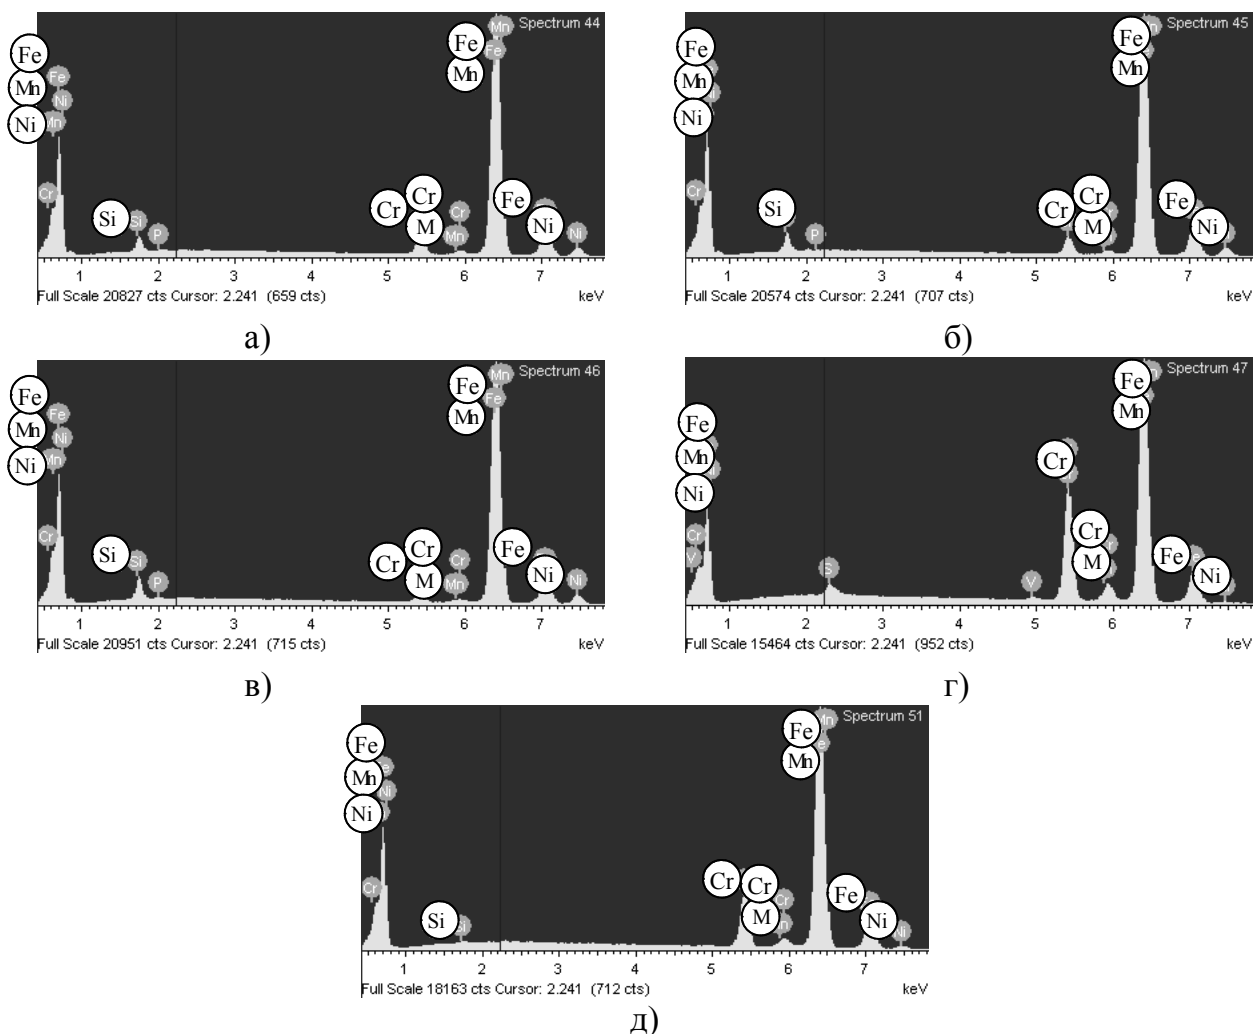 Spectrum 44
Fe
Mn
Ni
Fe
Ni
Mn
Cr
Si
Si
P
Cr
Cr
M
Cr
Mn
Fe
Mn
Mn
Fe
Fe
Ni
Ni
1 2 3 4 5 6 7
Full Scale 20827 cts Cursor: 2.241 (659 cts) keV
а)
Spectrum 45
Fe
Mn
Ni
Cr
Si
P
Cr
Cr
M
Fe
Mn
Fe
Ni
1 2 3 4 5 6 7
Full Scale 20574 cts Cursor: 2.241 (707 cts) keV
б)
Spectrum 46
Fe
Mn
Ni
Fe
Ni
Mn
Cr
Si
Si
P
Cr
Cr
M
Cr
Mn
Fe
Mn
Mn
Fe
Fe
Ni
Ni
1 2 3 4 5 6 7
Full Scale 20951 cts Cursor: 2.241 (715 cts) keV
в)
Spectrum 47
Fe
Mn
Ni
Cr
V
S
V
Cr
Cr
M
Fe
Mn
Fe
Ni
1 2 3 4 5 6 7
Full Scale 15464 cts Cursor: 2.241 (952 cts) keV
г)
Spectrum 51
Fe
Mn
Ni
Ni
Cr
Si
Si
Cr
Cr
M
Cr
Fe
Mn
Mn
Fe
Ni
Ni
1 2 3 4 5 6 7
Full Scale 18163 cts Cursor: 2.241 (712 cts) keV
д)